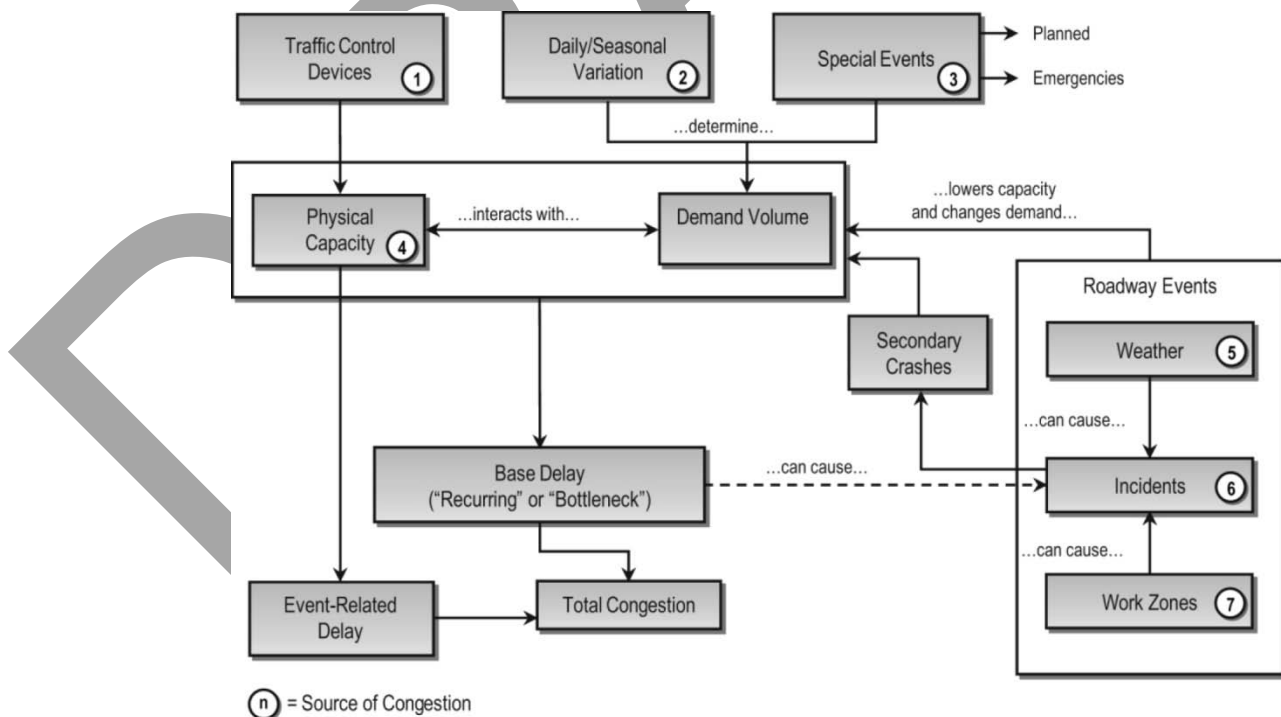 Traffic Control
Devices
1
Daily/Seasonal
Variation
2
Special Events
3
Planned
Emergencies
…determine…
Physical
Capacity
4
…interacts with…
Demand Volume
…lowers capacity
and changes demand…
Roadway Events
Weather
5
Secondary
Crashes
…can cause…
Base Delay
("Recurring" or "Bottleneck")
…can cause…
Incidents
6
…can cause…
Event-Related
Delay
Total Congestion
Work Zones
7
n = Source of Congestion